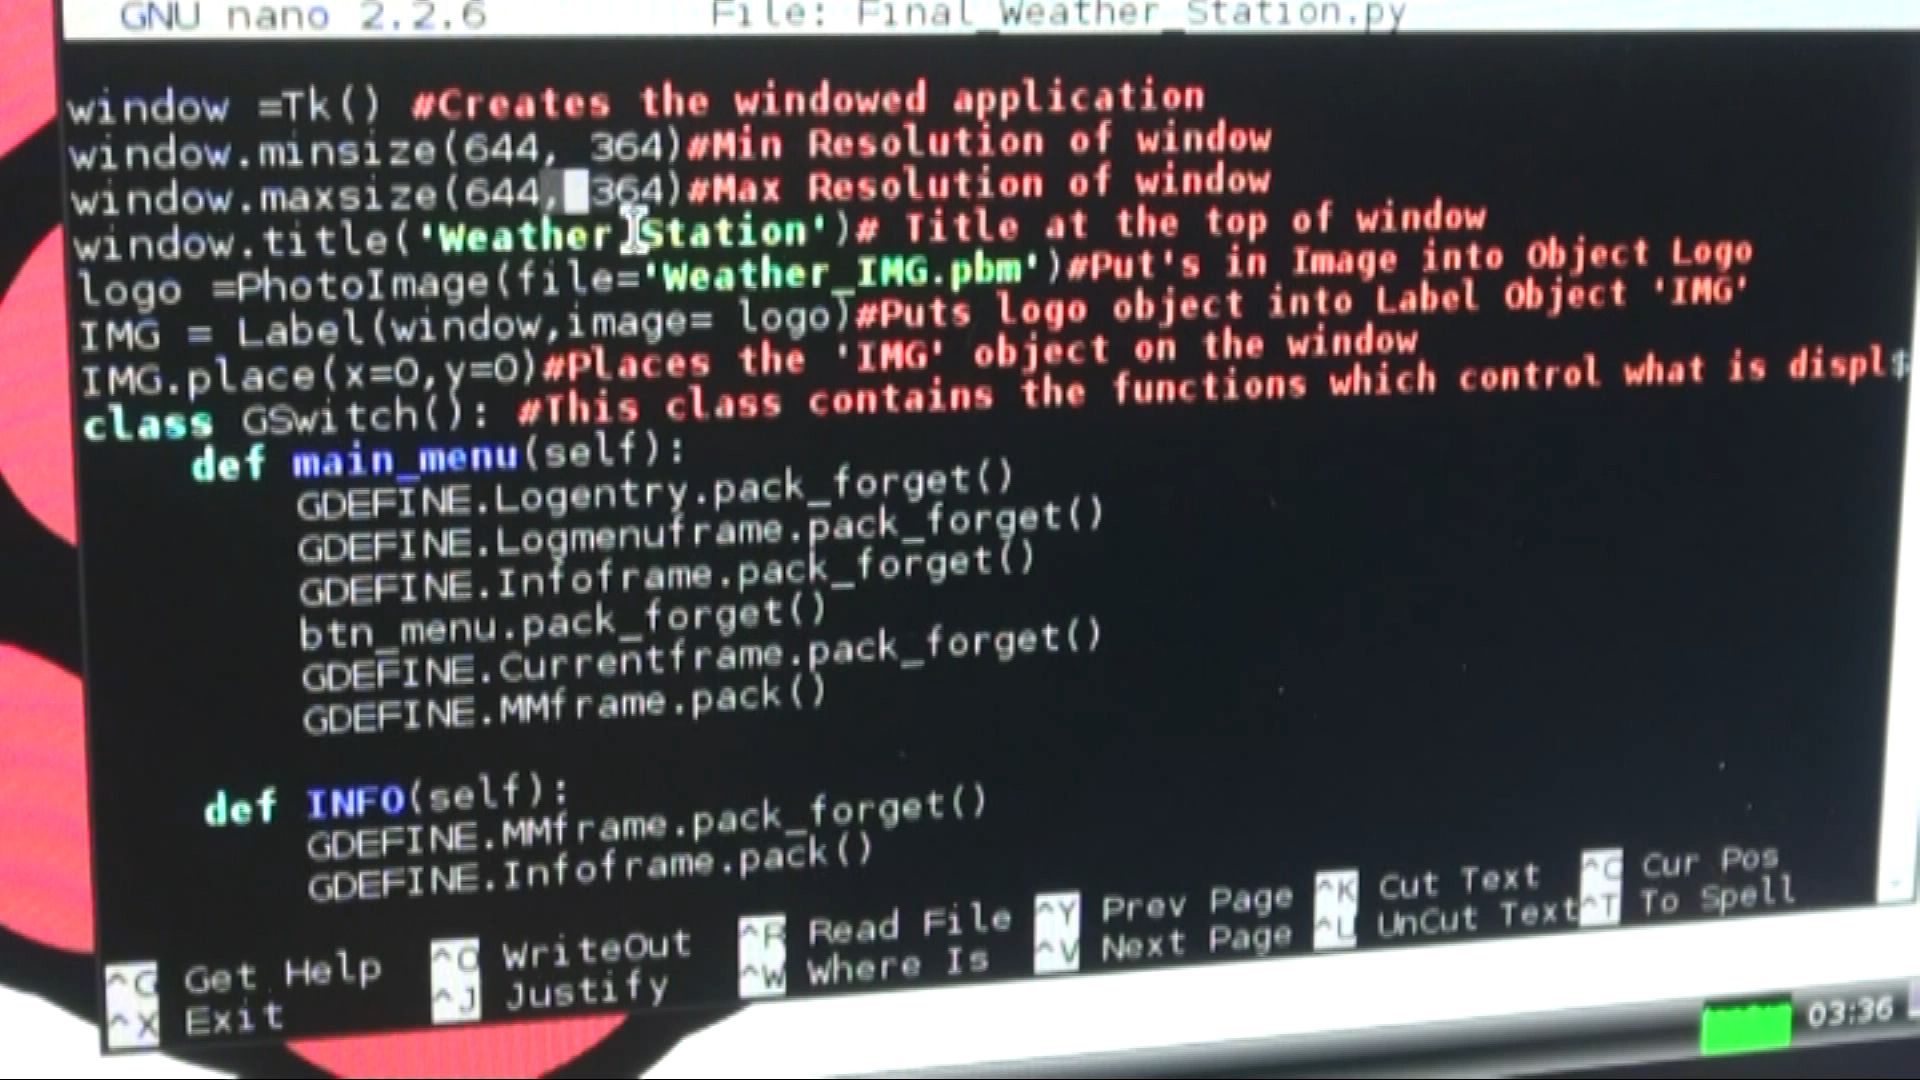 GNU nano 2.2.6 File: Final_Weather_Station.py
window =Tk() #Creates the windowed application
window.minsize(644, 364)#Min Resolution of window
window.maxsize(644, 364)#Max Resolution of window
window.title('Weather Station')# Title at the top of window
logo =PhotoImage(file='Weather_IMG.pbm')#Put's in Image into Object Logo
IMG = Label(window,image= logo)#Puts logo object into Label Object 'IMG'
IMG.place(x=0,y=0)#Places the 'IMG' object on the window
class GSwitch(): #This class contains the functions which control what is displ$
def main_menu(self):
GDEFINE.Logentry.pack_forget()
GDEFINE.Logmenuframe.pack_forget()
GDEFINE.Infoframe.pack_forget()
btn_menu.pack_forget()
GDEFINE.Currentframe.pack_forget()
GDEFINE.MMframe.pack()
def INFO(self):
GDEFINE.MMframe.pack_forget()
GDEFINE.Infoframe.pack()
^G Get Help ^O WriteOut ^R Read File ^Y Prev Page ^K Cut Text ^C Cur Pos
^X Exit ^J Justify ^W Where Is ^V Next Page ^U UnCut Text ^T To Spell
03:36